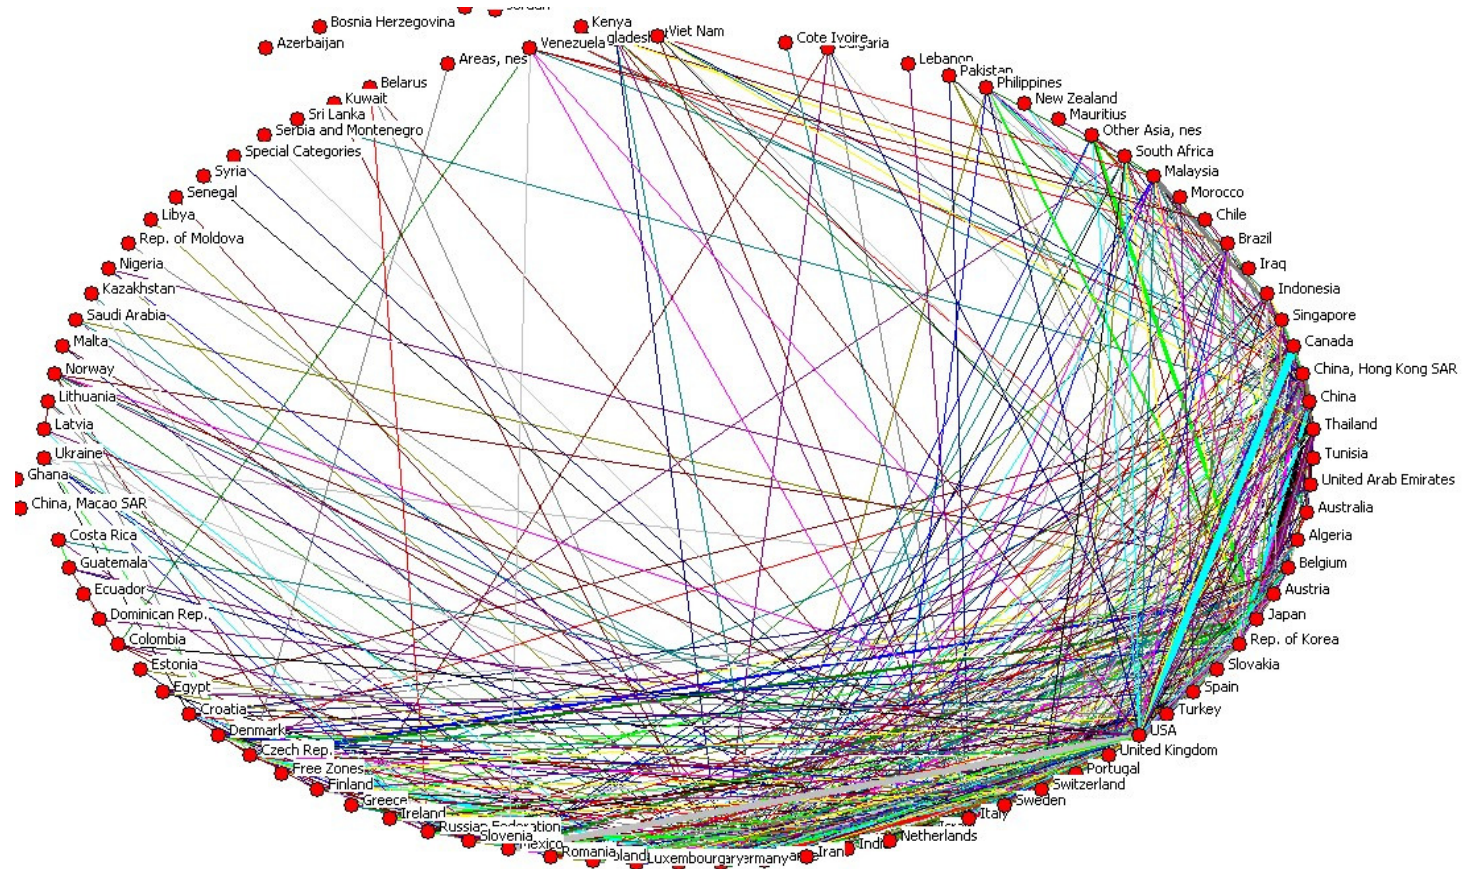 Bosnia Herzegovina
Azerbaijan
Kenya
Venezuela
Viet Nam
Cote Ivoire
Areas, nes
Lebanon
Pakistan
Philippines
New Zealand
Mauritius
Other Asia, nes
South Africa
Malaysia
Morocco
Chile
Brazil
Iraq
Indonesia
Singapore
Canada
China, Hong Kong SAR
China
Thailand
Tunisia
United Arab Emirates
Australia
Algeria
Belgium
Austria
Japan
Rep. of Korea
Slovakia
Spain
Turkey
USA
United Kingdom
Portugal
Switzerland
Sweden
Italy
Netherlands
Iran
Luxembourg
Romania
Slovenia
Russian Federation
Ireland
Greece
Finland
Free Zones
Czech Rep.
Denmark
Croatia
Egypt
Estonia
Colombia
Dominican Rep.
Ecuador
Guatemala
Costa Rica
China, Macao SAR
Ghana
Ukraine
Latvia
Lithuania
Norway
Malta
Saudi Arabia
Kazakhstan
Nigeria
Rep. of Moldova
Libya
Senegal
Syria
Special Categories
Serbia and Montenegro
Sri Lanka
Kuwait
Belarus